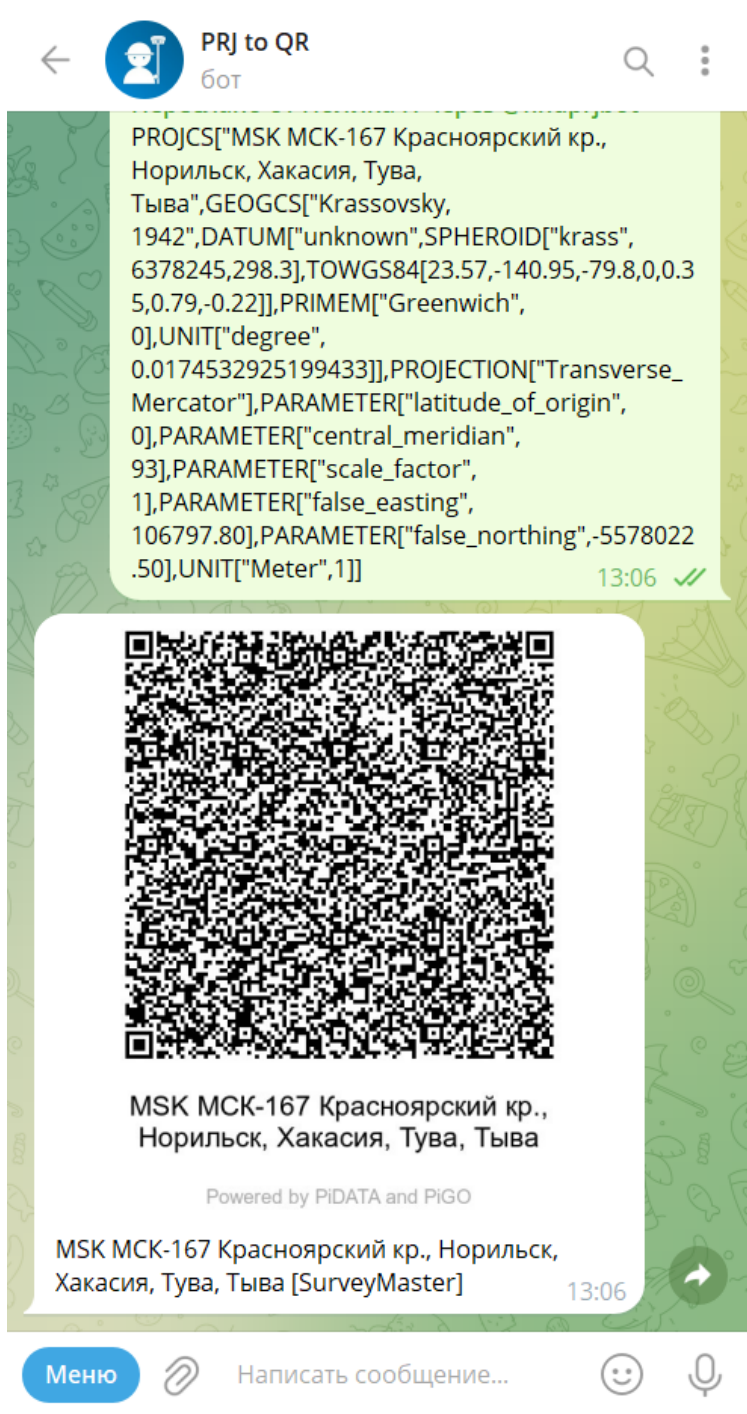 PRJ to QR
бот
PROJCS["MSK МСК-167 Красноярский кр.,
Норильск, Хакасия, Тува,
Тыва",GEOGCS["Krassovsky,
1942",DATUM["unknown",SPHEROID["krass",
6378245,298.3],TOWGS84[23.57,-140.95,-79.8,0,0.3
5,0.79,-0.22]],PRIMEM["Greenwich",
0],UNIT["degree",
0.0174532925199433]],PROJECTION["Transverse_
Mercator"],PARAMETER["latitude_of_origin",
0],PARAMETER["central_meridian",
93],PARAMETER["scale_factor",
1],PARAMETER["false_easting",
106797.80],PARAMETER["false_northing",-5578022
.50],UNIT["Meter",1]]
13:06
MSK МСК-167 Красноярский кр.,
Норильск, Хакасия, Тува, Тыва
Powered by PiDATA and PiGO
MSK МСК-167 Красноярский кр., Норильск,
Хакасия, Тува, Тыва [SurveyMaster]
13:06
Меню
Написать сообщение...